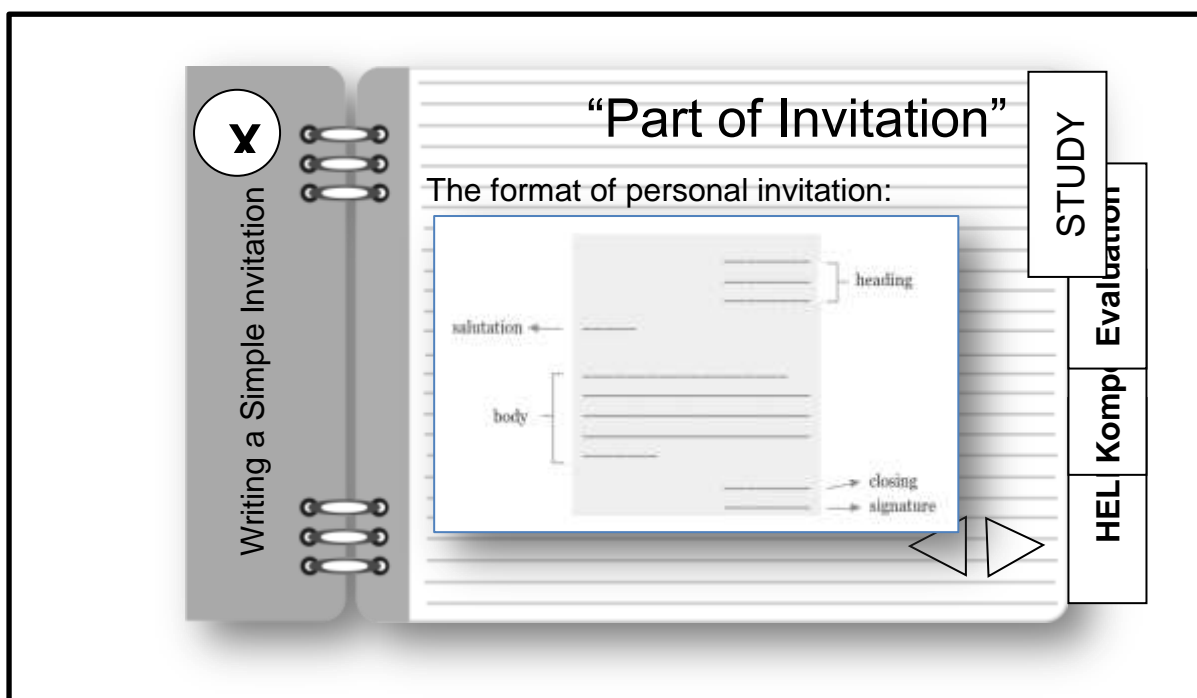 “Part of Invitation”
The format of personal invitation:
heading
salutation
body
closing
signature
X
Writing a Simple Invitation
STUDY
Evaluation
Komp
HEL